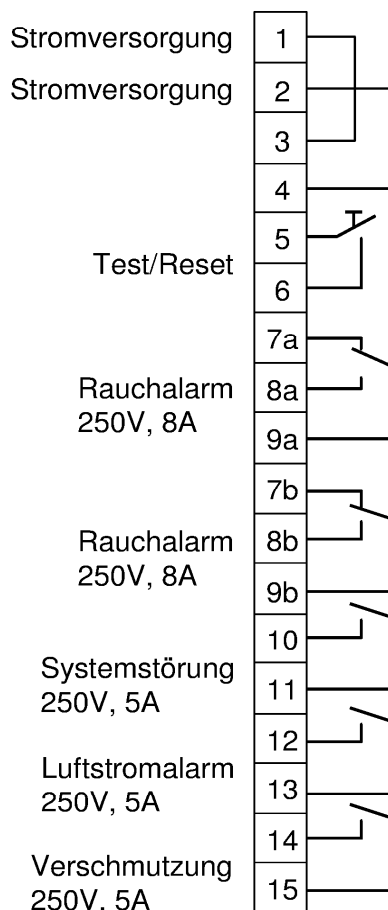 Stromversorgung 1
Stromversorgung 2
3
4
5
Test/Reset
6
7a
Rauchalarm 8a
250V, 8A
9a
7b
Rauchalarm 8b
250V, 8A
9b
10
Systemstörung 11
250V, 5A
12
Luftstromalarm 13
250V, 5A
14
Verschmutzung 15
250V, 5A